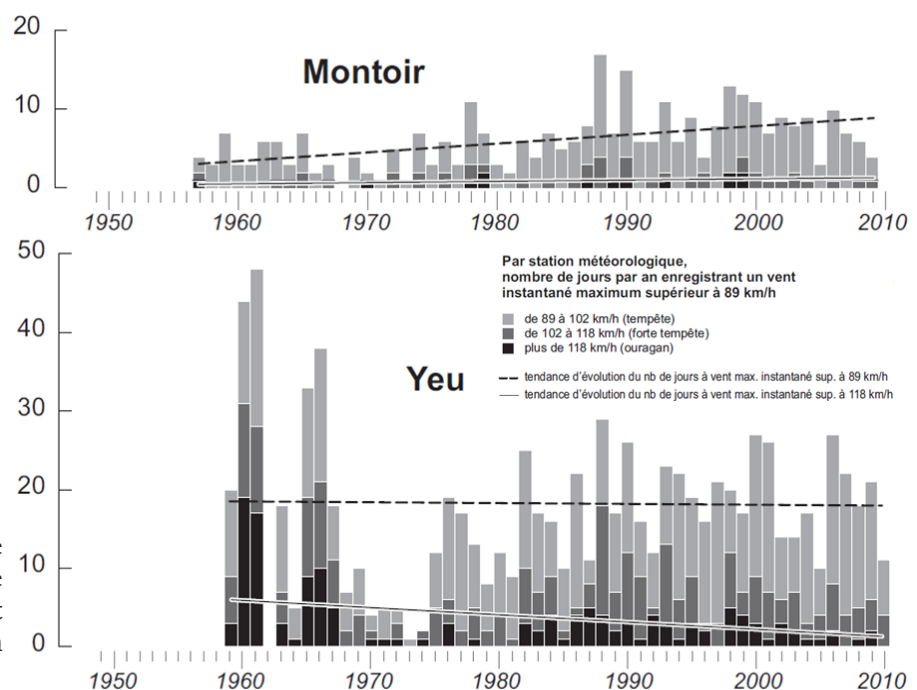 20
Montoir
10
0
1950 1960 1970 1980 1990 2000 2010
50
Par station météorologique,
nombre de jours par an enregistrant un vent
instantané maximum supérieur à 89 km/h
de 89 à 102 km/h (tempête)
40
de 102 à 118 km/h (forte tempête)
plus de 118 km/h (ouragan)
Yeu
tendance d'évolution du nb de jours à vent max. instantané sup. à 89 km/h
tendance d'évolution du nb de jours à vent max. instantané sup. à 118 km/h
30
20
10
0
1950 1960 1970 1980 1990 2000 2010